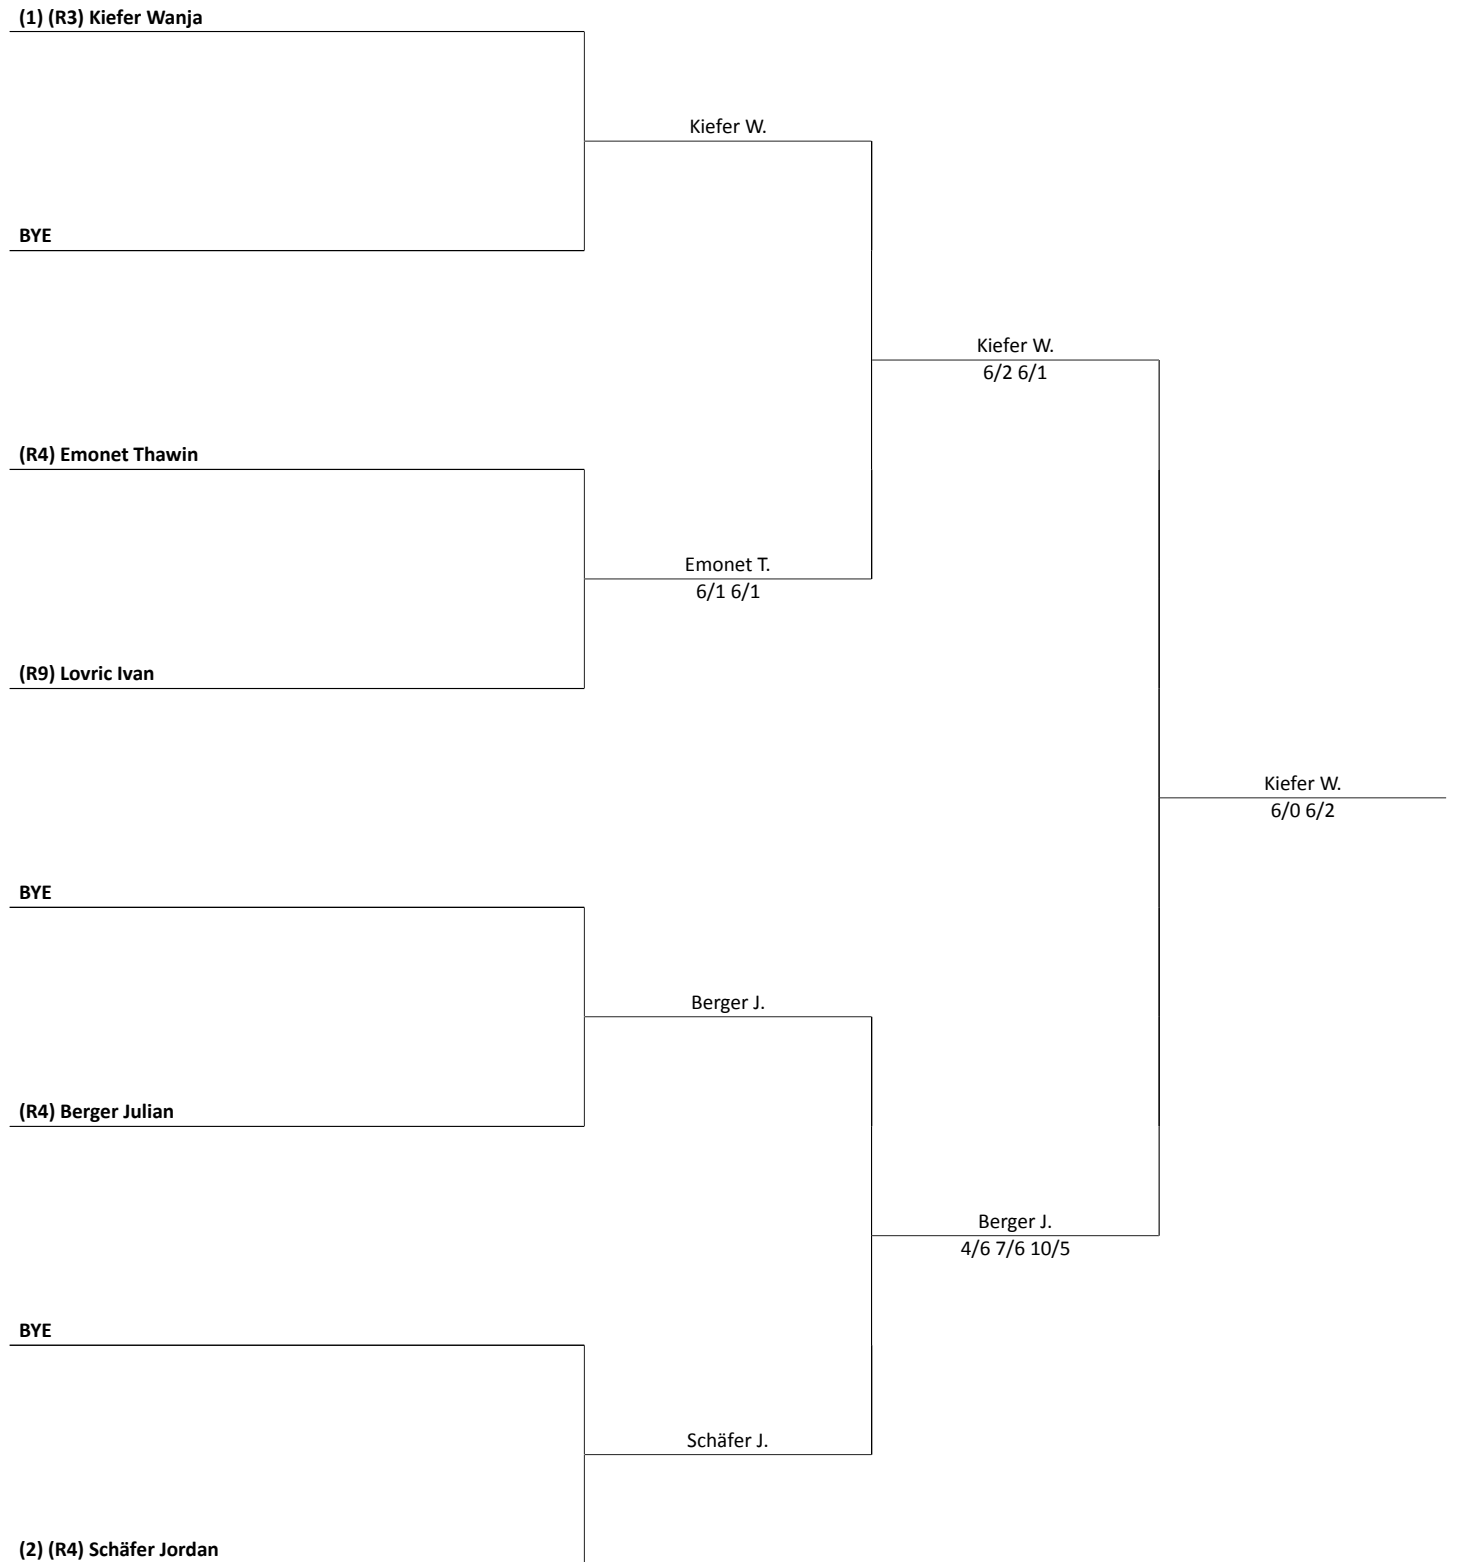 (1) (R3) Kiefer Wanja
Kiefer W.
BYE
Kiefer W.
6/2 6/1
(R4) Emonet Thawin
Emonet T.
6/1 6/1
(R9) Lovric Ivan
Kiefer W.
6/0 6/2
BYE
Berger J.
(R4) Berger Julian
Berger J.
4/6 7/6 10/5
BYE
Schäfer J.
(2) (R4) Schäfer Jordan